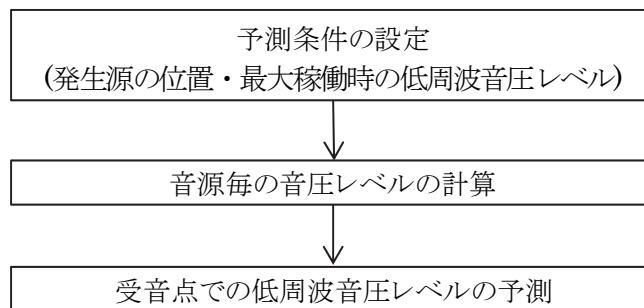 予測条件の設定
(発生源の位置・最大稼働時の低周波音圧レベル)
音源毎の音圧レベルの計算
受音点での低周波音圧レベルの予測